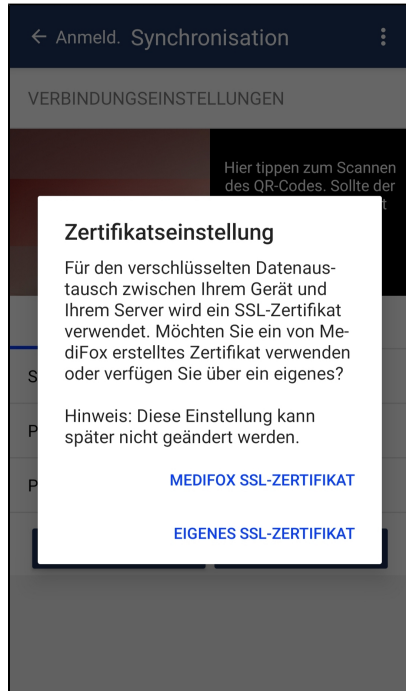 ← Anmeld. Synchronisation
VERBINDUNGSEINSTELLUNGEN
Hier tippen zum Scannen
des QR-Codes. Sollte der
t
Zertifikatseinstellung
Für den verschlüsselten Datenaus-
tausch zwischen Ihrem Gerät und
Ihrem Server wird ein SSL-Zertifikat
verwendet. Möchten Sie ein von Me-
diFox erstelltes Zertifikat verwenden
oder verfügen Sie über ein eigenes?
Hinweis: Diese Einstellung kann
später nicht geändert werden.
S
P
P
MEDIFOX SSL-ZERTIFIKAT
EIGENES SSL-ZERTIFIKAT